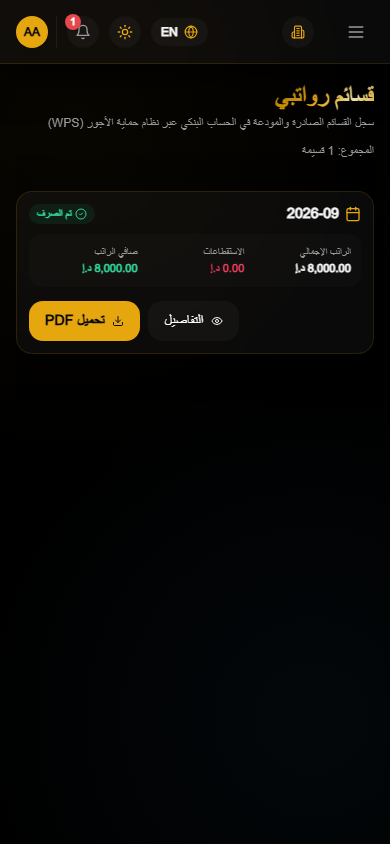 EN
1
AA
قسائم رواتبي
سجل القسائم الصادرة والمودعة في الحساب البنكي عبر نظام حماية الأجور (WPS)
المجموع: 1 قسيمة
2026-09
تم الصرف
الراتب الإجمالي
الاستقطاعات
صافي الراتب
8,000.00 د.إ
0.00 د.إ
8,000.00 د.إ
التفاصيل
تحميل PDF